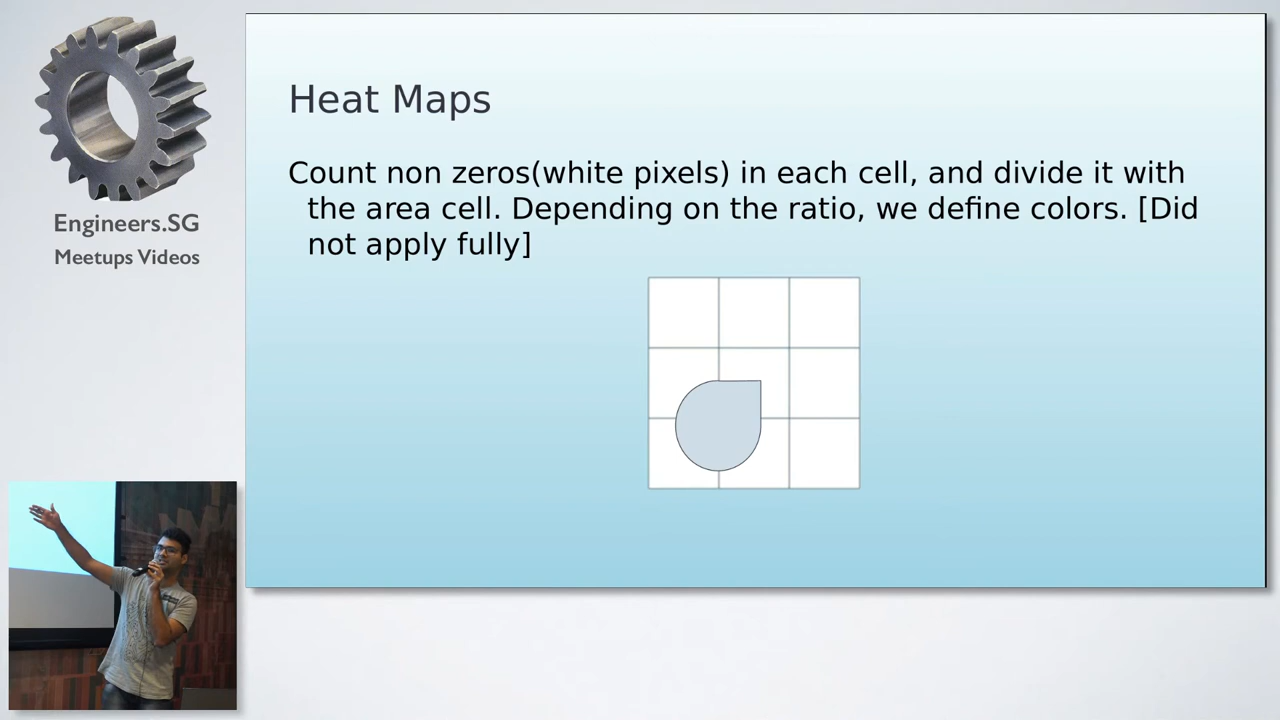 Engineers.SG
Meetups Videos
Heat Maps
Count non zeros(white pixels) in each cell, and divide it with
the area cell. Depending on the ratio, we define colors. [Did
not apply fully]